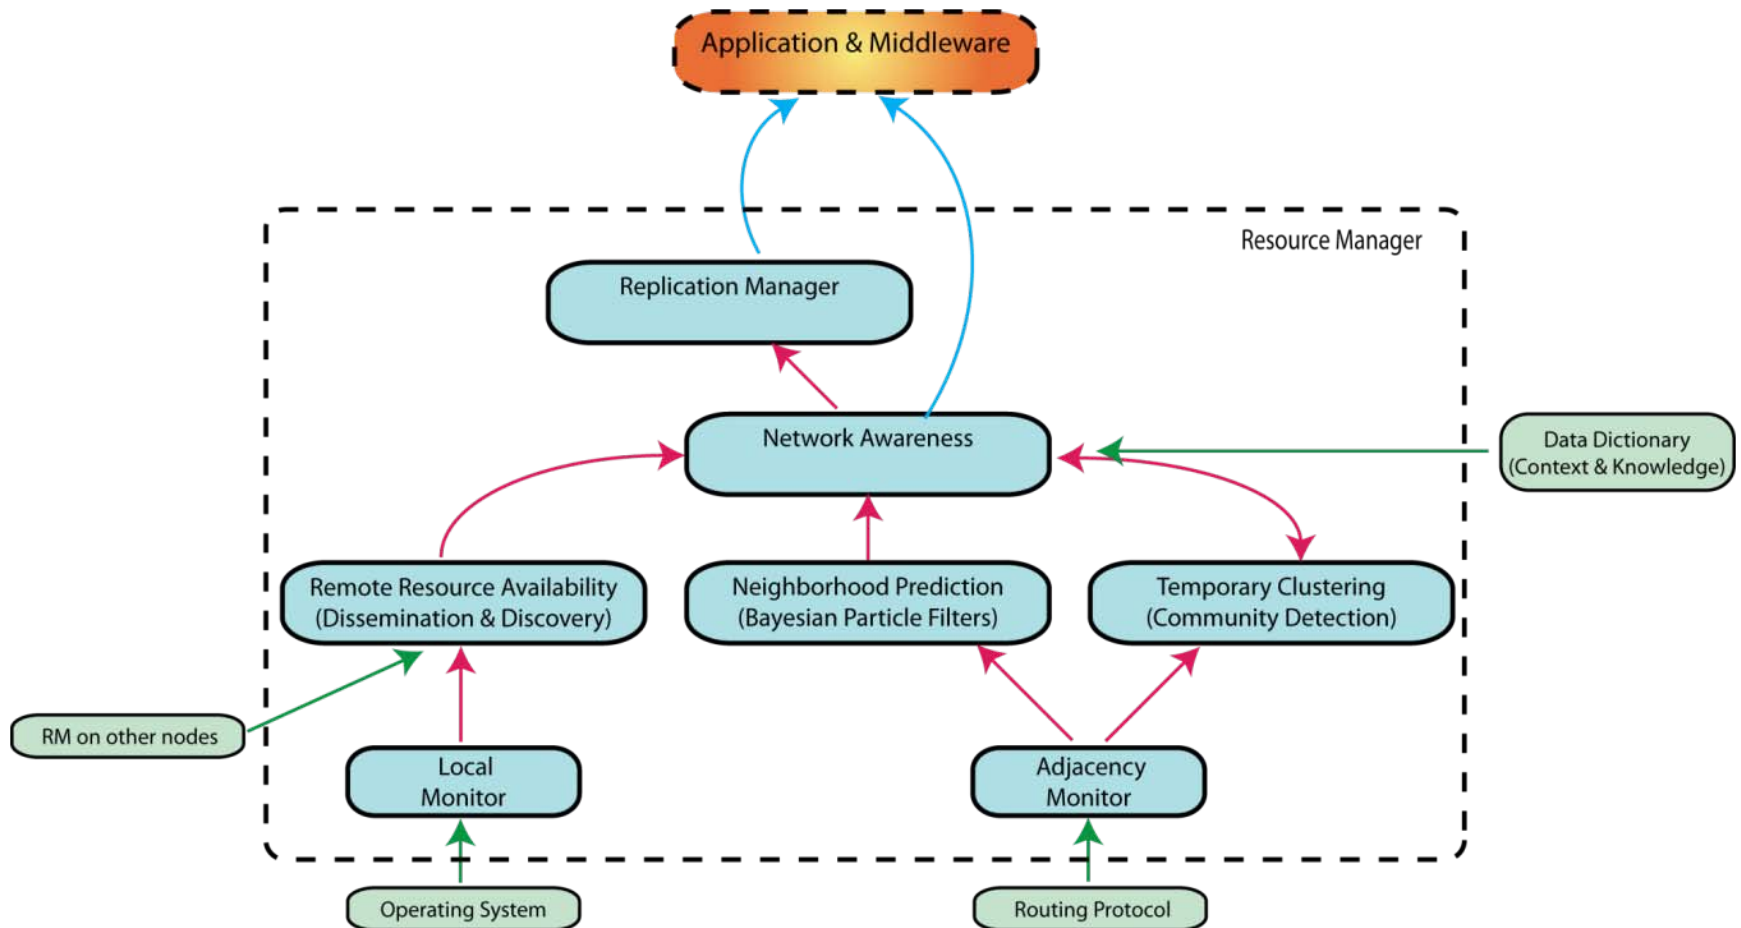 Application & Middleware
Resource Manager
Replication Manager
Network Awareness
Data Dictionary
(Context & Knowledge)
Remote Resource Availability
(Dissemination & Discovery)
Neighborhood Prediction
(Bayesian Particle Filters)
Temporary Clustering
(Community Detection)
RM on other nodes
Local
Monitor
Adjacency
Monitor
Operating System
Routing Protocol